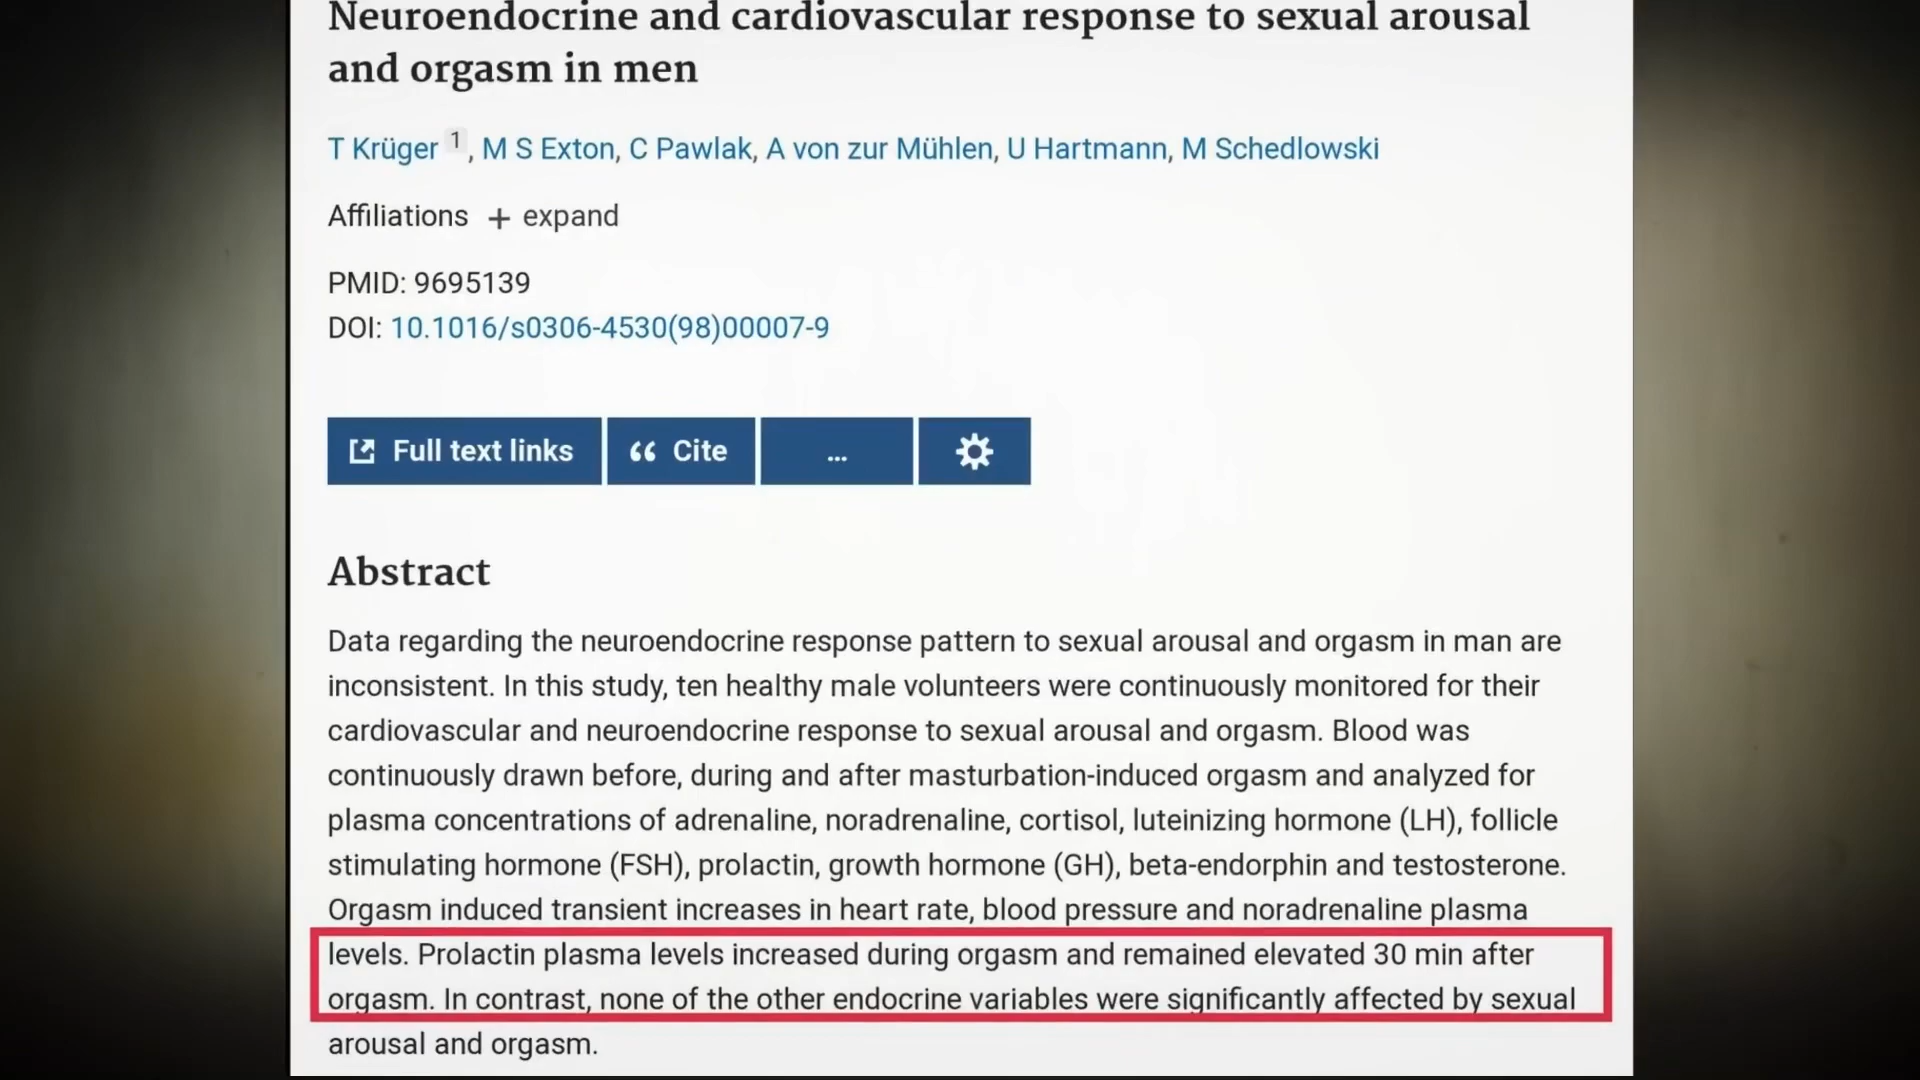 Neuroendocrine and cardiovascular response to sexual arousal
and orgasm in men
T Krüger 1, M S Exton, C Pawlak, A von zur Mühlen, U Hartmann, M Schedlowski
Affiliations + expand
PMID: 9695139
DOI: 10.1016/s0306-4530(98)00007-9
Full text links “ Cite ...
Abstract
Data regarding the neuroendocrine response pattern to sexual arousal and orgasm in man are
inconsistent. In this study, ten healthy male volunteers were continuously monitored for their
cardiovascular and neuroendocrine response to sexual arousal and orgasm. Blood was
continuously drawn before, during and after masturbation-induced orgasm and analyzed for
plasma concentrations of adrenaline, noradrenaline, cortisol, luteinizing hormone (LH), follicle
stimulating hormone (FSH), prolactin, growth hormone (GH), beta-endorphin and testosterone.
Orgasm induced transient increases in heart rate, blood pressure and noradrenaline plasma
levels. Prolactin plasma levels increased during orgasm and remained elevated 30 min after
orgasm. In contrast, none of the other endocrine variables were significantly affected by sexual
arousal and orgasm.